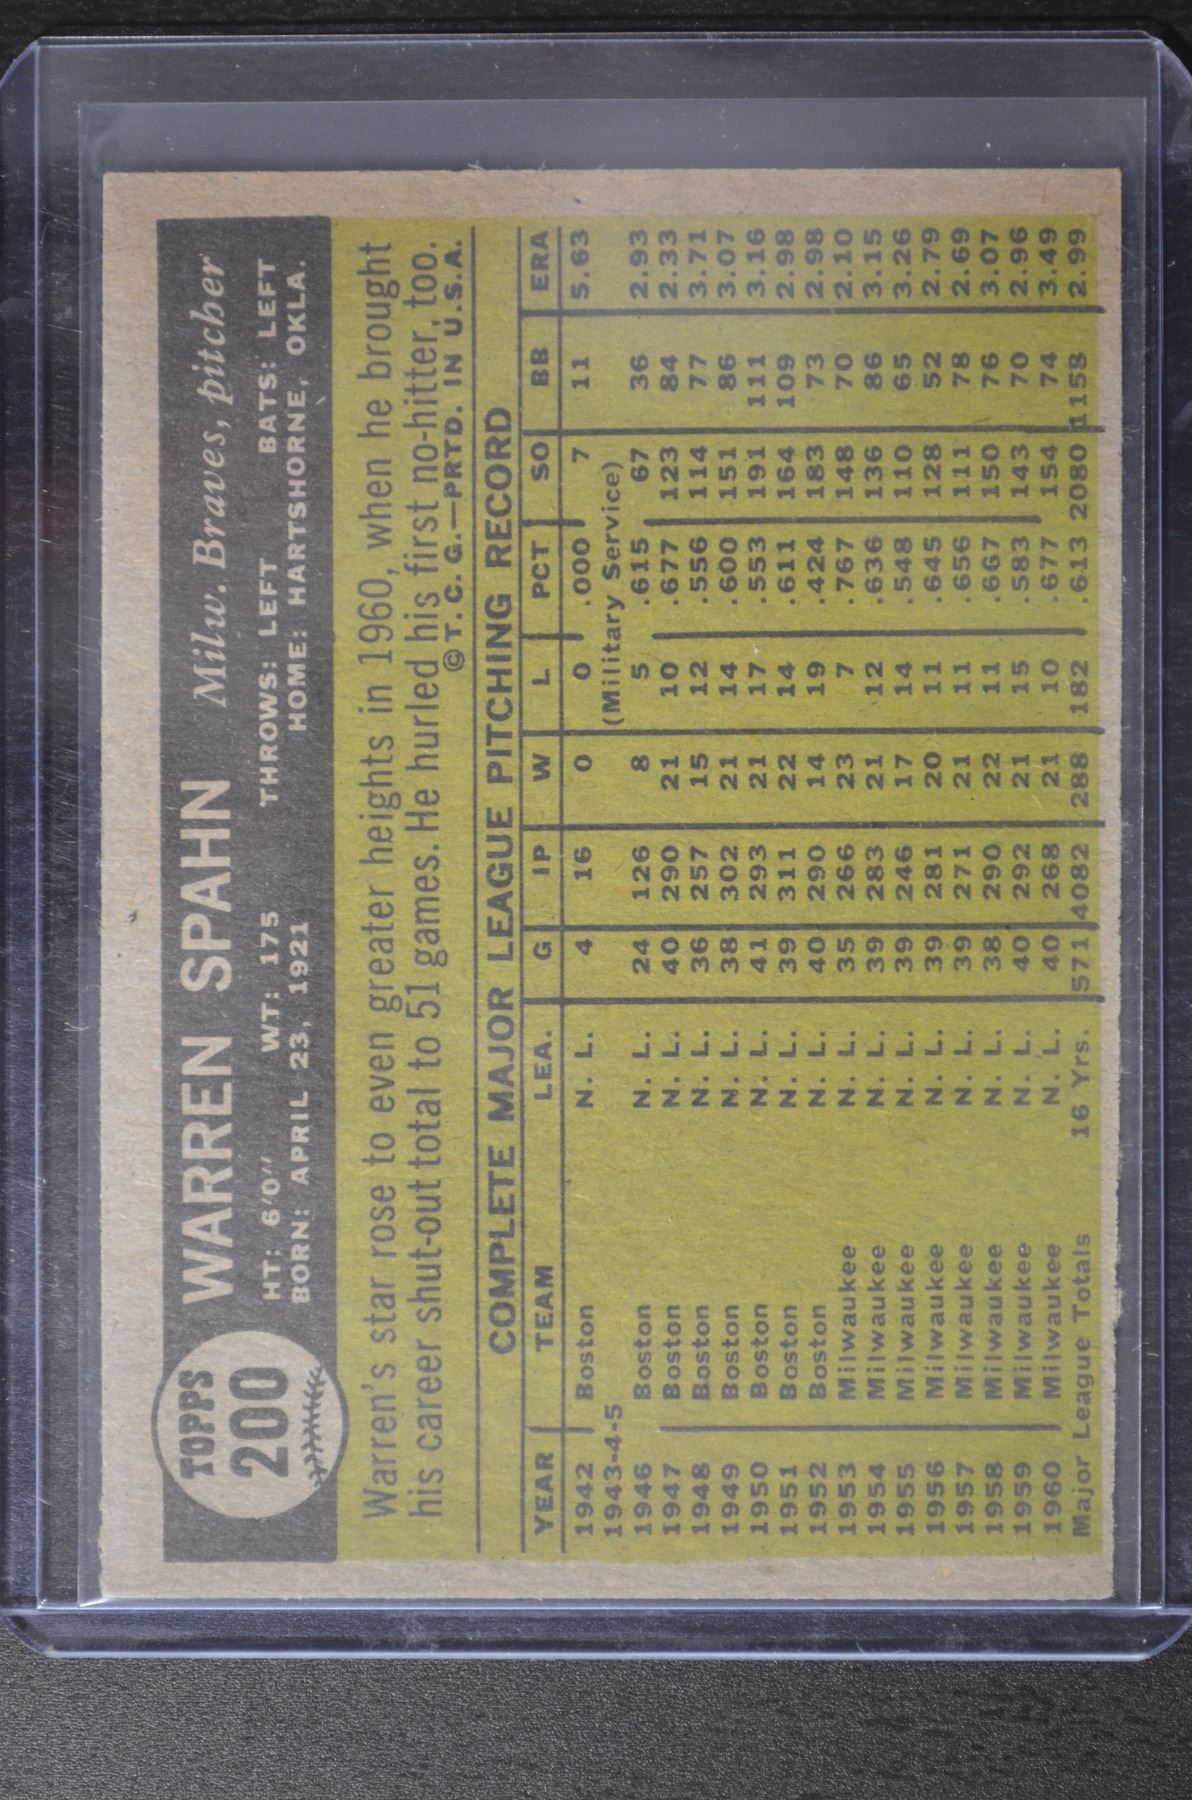 TOPPS
200
WARREN SPAHN Milw. Braves, pitcher
HT: 6'0" WT: 175 THROWS: LEFT BATS: LEFT
BORN: APRIL 23, 1921 HOME: HARTSHORNE, OKLA.
Warren's star rose to even greater heights in 1960, when he brought
his career shut-out total to 51 games. He hurled his first no-hitter, too.
© T. C. G.—PRTD. IN U.S.A.
COMPLETE MAJOR LEAGUE PITCHING RECORD
YEAR TEAM LEA. G IP W L PCT SO BB ERA
1942 Boston N. L. 4 16 0 0 .000 7 11 5.63
1943-4-5 (Military Service)
1946 Boston N. L. 24 126 8 5 .615 67 36 2.93
1947 Boston N. L. 40 290 21 10 .677 123 84 2.33
1948 Boston N. L. 36 257 15 12 .556 114 77 3.71
1949 Boston N. L. 38 302 21 14 .600 151 86 3.07
1950 Boston N. L. 41 293 21 17 .553 191 111 3.16
1951 Boston N. L. 39 311 22 14 .611 164 109 2.98
1952 Boston N. L. 40 290 14 19 .424 183 73 2.98
1953 Milwaukee N. L. 35 266 23 7 .767 148 70 2.10
1954 Milwaukee N. L. 39 283 21 12 .636 136 86 3.15
1955 Milwaukee N. L. 39 246 17 14 .548 110 65 3.26
1956 Milwaukee N. L. 39 281 20 11 .645 128 52 2.79
1957 Milwaukee N. L. 39 271 21 11 .656 111 78 2.69
1958 Milwaukee N. L. 38 290 22 11 .667 150 76 3.07
1959 Milwaukee N. L. 40 292 21 15 .583 143 70 2.96
1960 Milwaukee N. L. 40 268 21 10 .677 154 74 3.49
Major League Totals 16 Yrs. 571 4082 288 182 .613 2080 1158 2.99